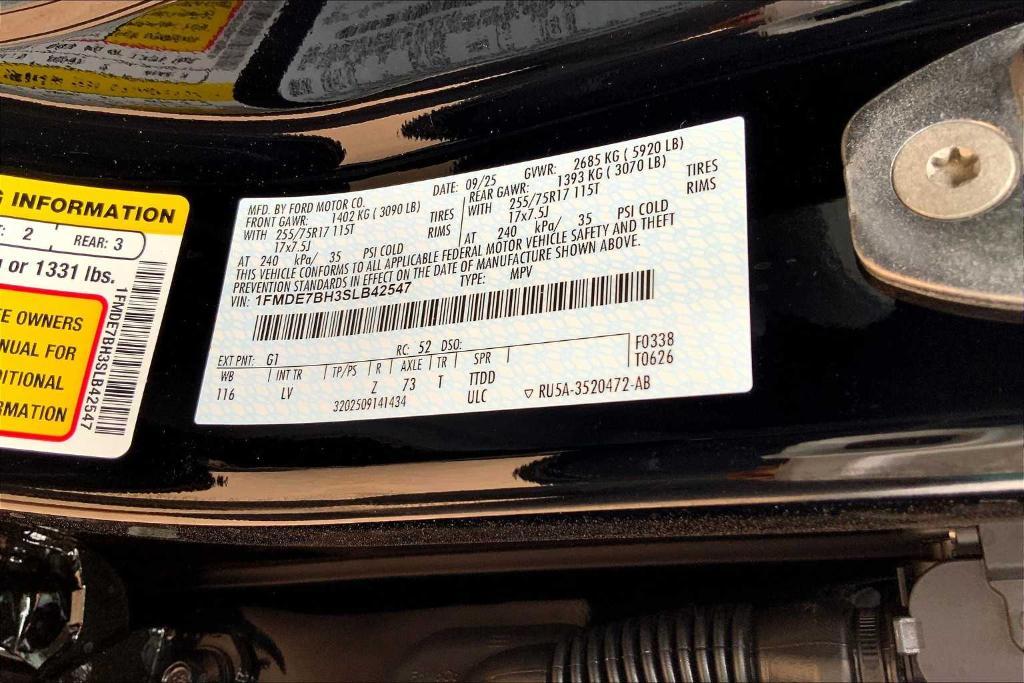 G INFORMATION
: 2 REAR: 3
or 1331 lbs.
E OWNERS
NUAL FOR
DITIONAL
RMATION
1FMDE7BH3SLB42547
MFD. BY FORD MOTOR CO. DATE: 09/25 GVWR: 2685 KG ( 5920 LB)
FRONT GAWR: 1402 KG ( 3090 LB) REAR GAWR: 1393 KG ( 3070 LB)
WITH 255/75R17 115T TIRES WITH 255/75R17 115T TIRES
17x7.5J RIMS 17x7.5J RIMS
AT 240 kPa/ 35 PSI COLD AT 240 kPa/ 35 PSI COLD
THIS VEHICLE CONFORMS TO ALL APPLICABLE FEDERAL MOTOR VEHICLE SAFETY AND THEFT
PREVENTION STANDARDS IN EFFECT ON THE DATE OF MANUFACTURE SHOWN ABOVE.
VIN: 1FMDE7BH3SLB42547 TYPE: MPV
EXT PNT: G1 RC: 52 DSO: F0338
WB INT TR TP/PS R AXLE TR SPR T0626
116 LV Z 73 T TTDD
3202509141434 ULC ▽ RU5A-3520472-AB